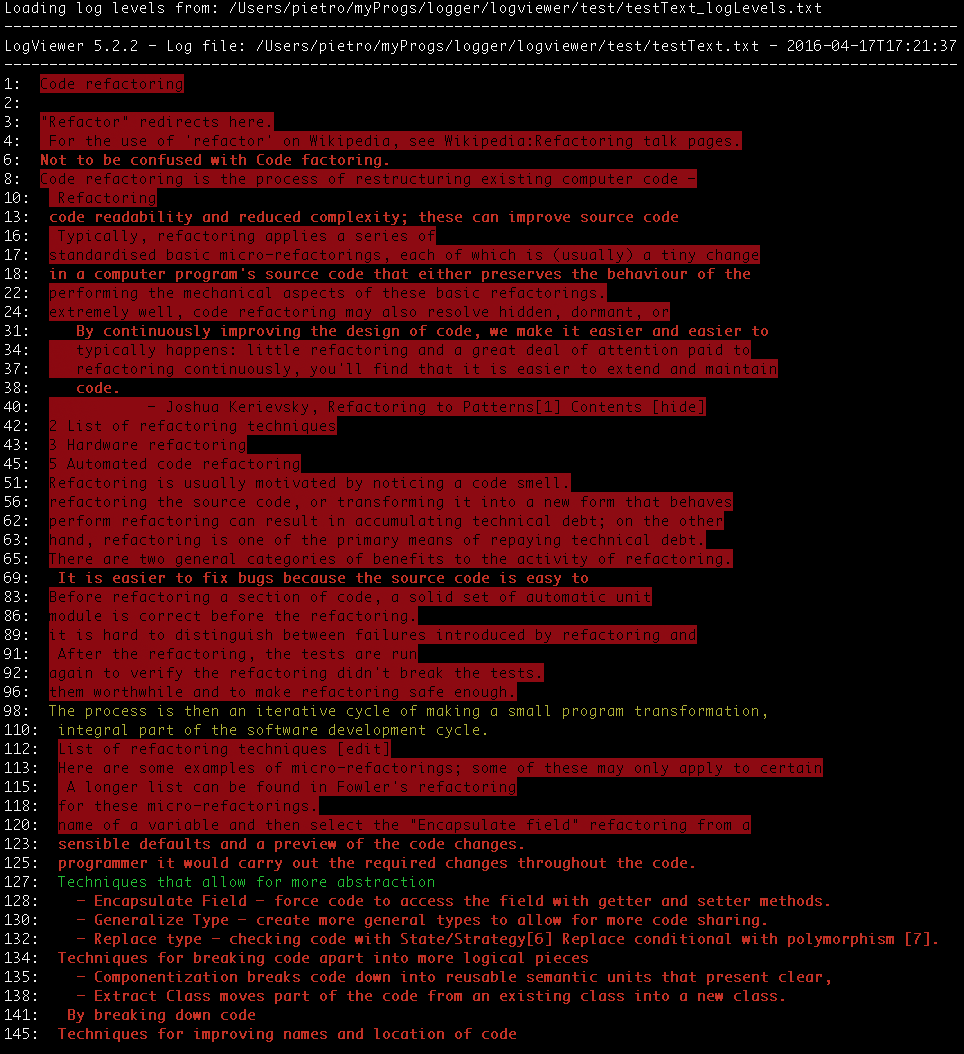 Loading log levels from: /Users/pietro/myProgs/logger/logviewer/test/testText_logLevels.txt
LogViewer 5.2.2 - Log file: /Users/pietro/myProgs/logger/logviewer/test/testText.txt - 2016-04-17T17:21:37
1: Code refactoring
2:
3: "Refactor" redirects here.
4: For the use of 'refactor' on Wikipedia, see Wikipedia:Refactoring talk pages.
6: Not to be confused with Code factoring.
8: Code refactoring is the process of restructuring existing computer code –
10: Refactoring
13: code readability and reduced complexity; these can improve source code
16: Typically, refactoring applies a series of
17: standardised basic micro-refactorings, each of which is (usually) a tiny change
18: in a computer program's source code that either preserves the behaviour of the
22: performing the mechanical aspects of these basic refactorings.
24: extremely well, code refactoring may also resolve hidden, dormant, or
31: By continuously improving the design of code, we make it easier and easier to
34: typically happens: little refactoring and a great deal of attention paid to
37: refactoring continuously, you'll find that it is easier to extend and maintain
38: code.
40: — Joshua Kerievsky, Refactoring to Patterns[1] Contents [hide]
42: 2 List of refactoring techniques
43: 3 Hardware refactoring
45: 5 Automated code refactoring
51: Refactoring is usually motivated by noticing a code smell.
56: refactoring the source code, or transforming it into a new form that behaves
62: perform refactoring can result in accumulating technical debt; on the other
63: hand, refactoring is one of the primary means of repaying technical debt.
65: There are two general categories of benefits to the activity of refactoring.
69: It is easier to fix bugs because the source code is easy to
83: Before refactoring a section of code, a solid set of automatic unit
86: module is correct before the refactoring.
89: it is hard to distinguish between failures introduced by refactoring and
91: After the refactoring, the tests are run
92: again to verify the refactoring didn't break the tests.
96: them worthwhile and to make refactoring safe enough.
98: The process is then an iterative cycle of making a small program transformation,
110: integral part of the software development cycle.
112: List of refactoring techniques [edit]
113: Here are some examples of micro-refactorings; some of these may only apply to certain
115: A longer list can be found in Fowler's refactoring
118: for these micro-refactorings.
120: name of a variable and then select the "Encapsulate field" refactoring from a
123: sensible defaults and a preview of the code changes.
125: programmer it would carry out the required changes throughout the code.
127: Techniques that allow for more abstraction
128: - Encapsulate Field – force code to access the field with getter and setter methods.
130: - Generalize Type – create more general types to allow for more code sharing.
132: - Replace type – checking code with State/Strategy[6] Replace conditional with polymorphism [7].
134: Techniques for breaking code apart into more logical pieces
135: - Componentization breaks code down into reusable semantic units that present clear,
138: - Extract Class moves part of the code from an existing class into a new class.
141: By breaking down code
145: Techniques for improving names and location of code